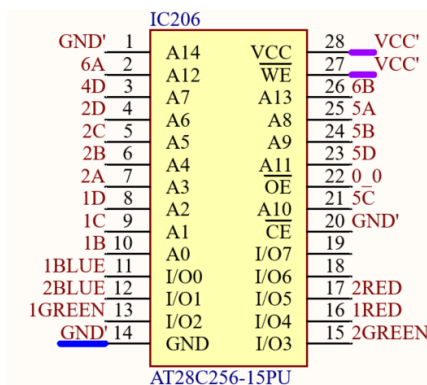 IC206
GND' 1 A14 VCC 28 VCC'
6A 2 A12 WE 27 VCC'
4D 3 A7 A13 26 6B
2D 4 A6 A8 25 5A
2C 5 A5 A9 24 5B
2B 6 A4 A11 23 5D
2A 7 A3 OE 22 0_0
1D 8 A2 A10 21 5C
1C 9 A1 CE 20 GND'
1B 10 A0 I/O7 19
1BLUE 11 I/O0 I/O6 18
2BLUE 12 I/O1 I/O5 17 2RED
1GREEN 13 I/O2 I/O4 16 1RED
GND' 14 GND I/O3 15 2GREEN
AT28C256-15PU